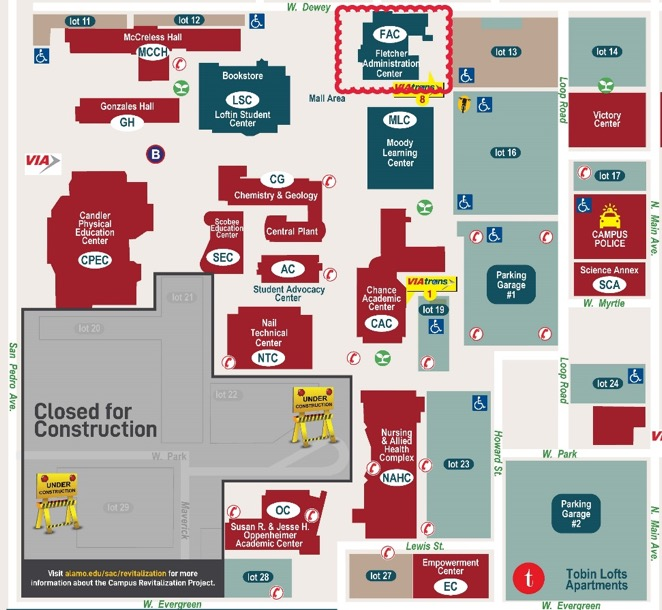 W. Dewey
lot 11
lot 12
McCreless Hall
MCCH
FAC
Fletcher
Administration
Center
lot 13
lot 14
Bookstore
LSC
Loftin Student
Center
Mall Area
VIAtrans
8
Loop Road
Gonzales Hall
GH
MLC
Moody
Learning
Center
Victory
Center
lot 16
VIA
B
CG
Chemistry & Geology
lot 17
N. Main Ave.
Candler
Physical
Education
Center
CPEC
Scobee
Education
Center
SEC
Central Plant
CAMPUS
POLICE
AC
Student Advocacy
Center
Chance
Academic
Center
CAC
VIAtrans
1
lot 19
Parking
Garage
#1
Science Annex
SCA
W. Myrtle
lot 21
lot 20
Nail
Technical
Center
NTC
San Pedro Ave.
Loop Road
lot 24
lot 22
Closed for
Construction
UNDER
CONSTRUCTION
Nursing
& Allied
Health
Complex
NAHC
lot 23
Howard St.
W. Park
W. Park
VI
UNDER
CONSTRUCTION
lot 29
Maverick
OC
Susan R. & Jesse H.
Oppenheimer
Academic Center
Parking
Garage
#2
N. Main Ave.
Lewis St.
Visit alamo.edu/sac/revitalization for more
information about the Campus Revitalization Project.
lot 28
lot 27
Empowerment
Center
EC
t
Tobin Lofts
Apartments
W. Evergreen
W. Evergreen